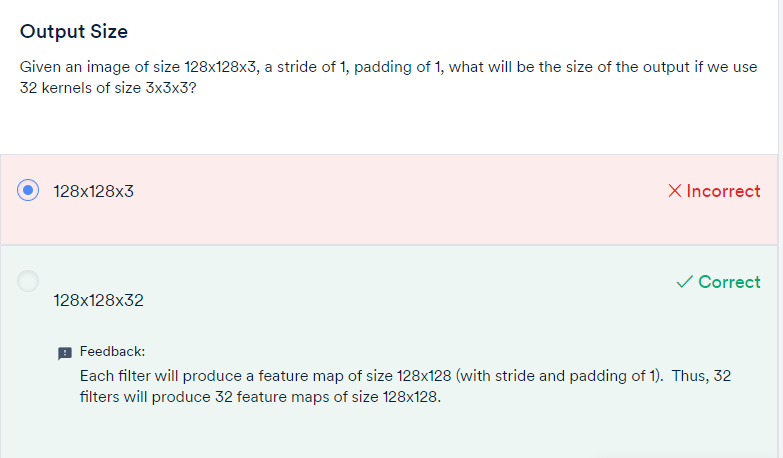 Output Size
Given an image of size 128x128x3, a stride of 1, padding of 1, what will be the size of the output if we use
32 kernels of size 3x3x3?
128x128x3
Incorrect
Correct
128x128x32
Feedback:
Each filter will produce a feature map of size 128x128 (with stride and padding of 1).  Thus, 32
filters will produce 32 feature maps of size 128x128.